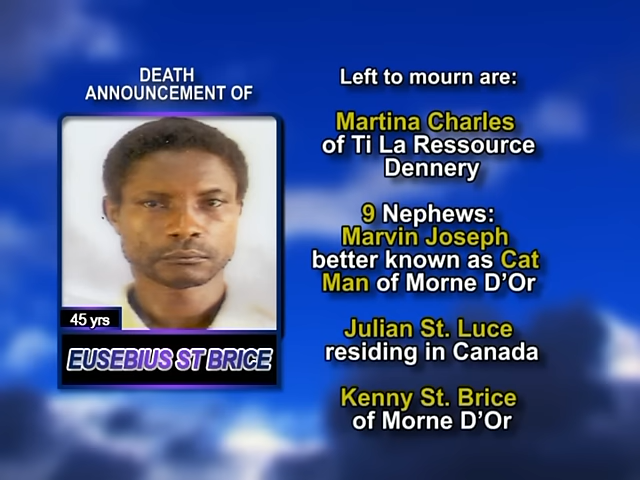 DEATH
ANNOUNCEMENT OF
45 yrs
EUSEBIUS ST BRICE
Left to mourn are:
Martina Charles
of Ti La Ressource
Dennery
9 Nephews:
Marvin Joseph
better known as Cat
Man of Morne D'Or
Julian St. Luce
residing in Canada
Kenny St. Brice
of Morne D'Or